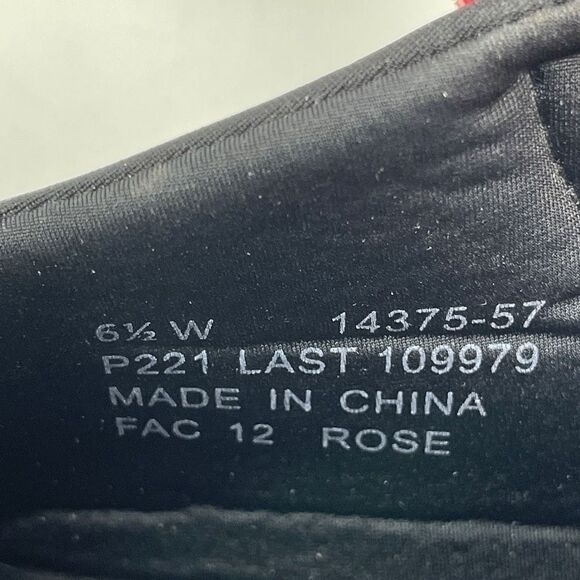 6½ W 14375-57
P221 LAST 109979
MADE IN CHINA
FAC 12 ROSE